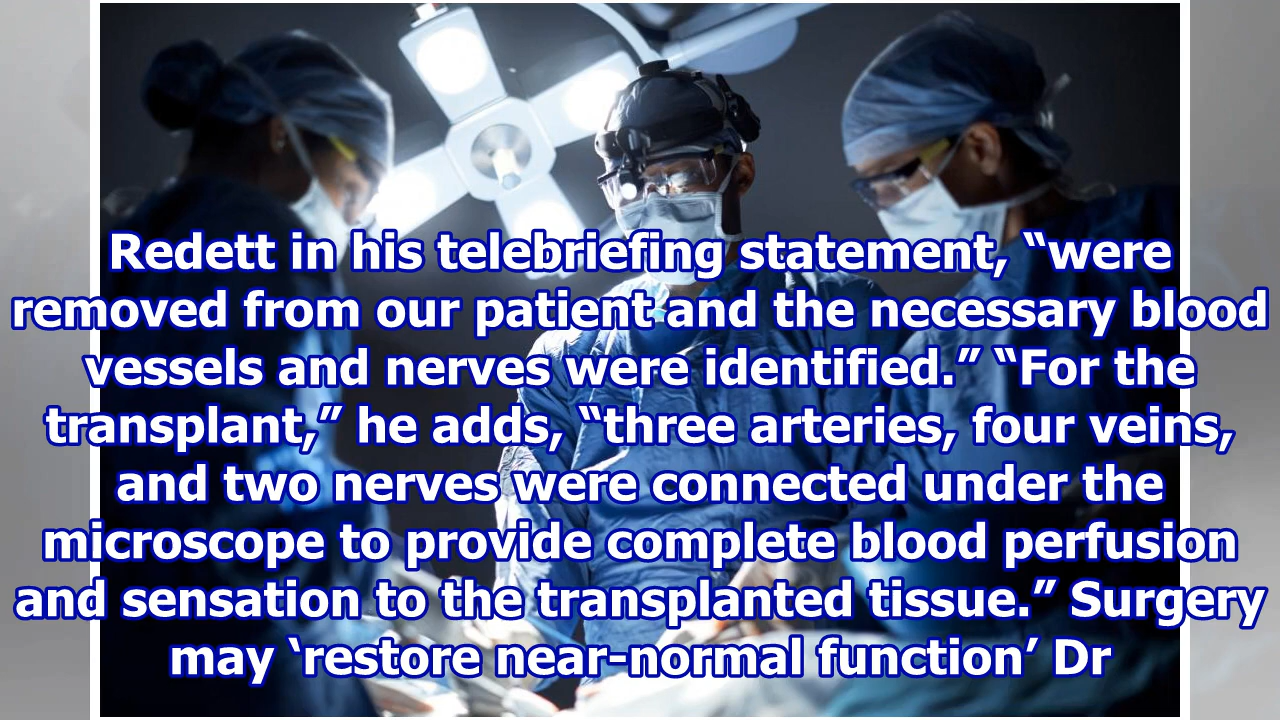 Redett in his telebriefing statement, “were
removed from our patient and the necessary blood
vessels and nerves were identified.” “For the
transplant,” he adds, “three arteries, four veins,
and two nerves were connected under the
microscope to provide complete blood perfusion
and sensation to the transplanted tissue.” Surgery
may ‘restore near-normal function’ Dr